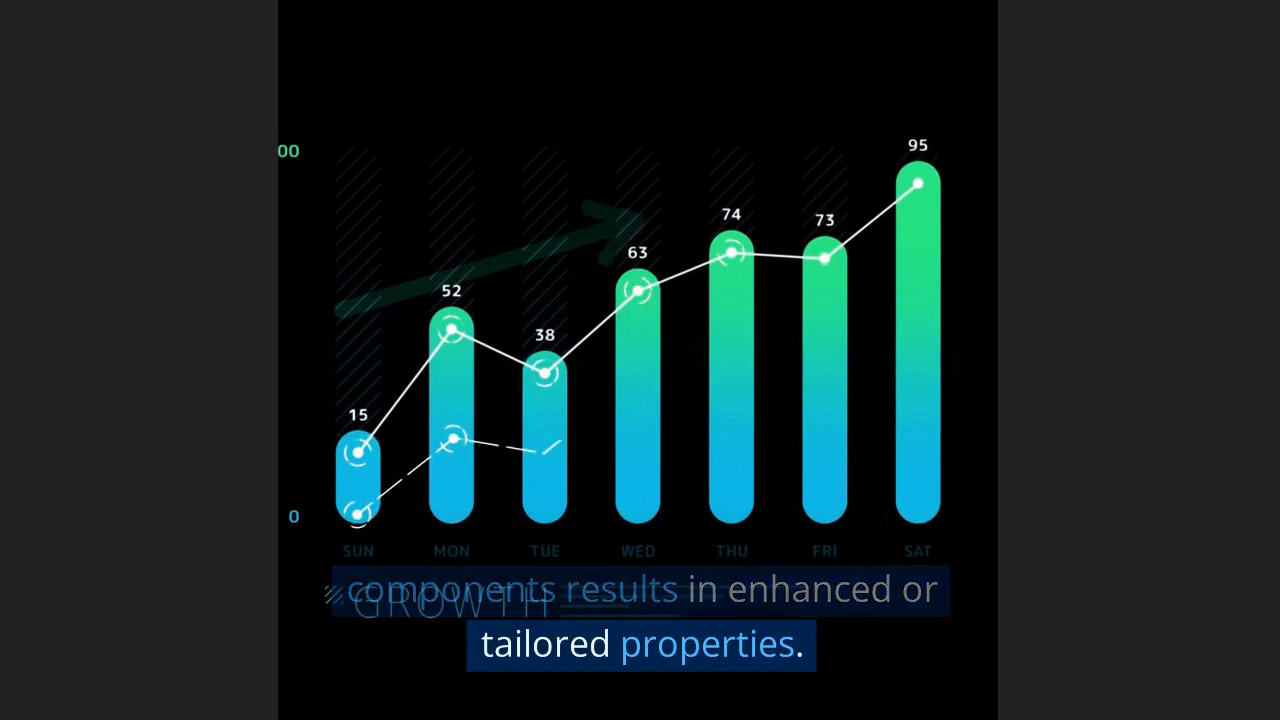 00
95
74
73
63
52
38
15
0
SUN MON TUE WED THU FRI SAT
components results in enhanced or
GROWTH
tailored properties.